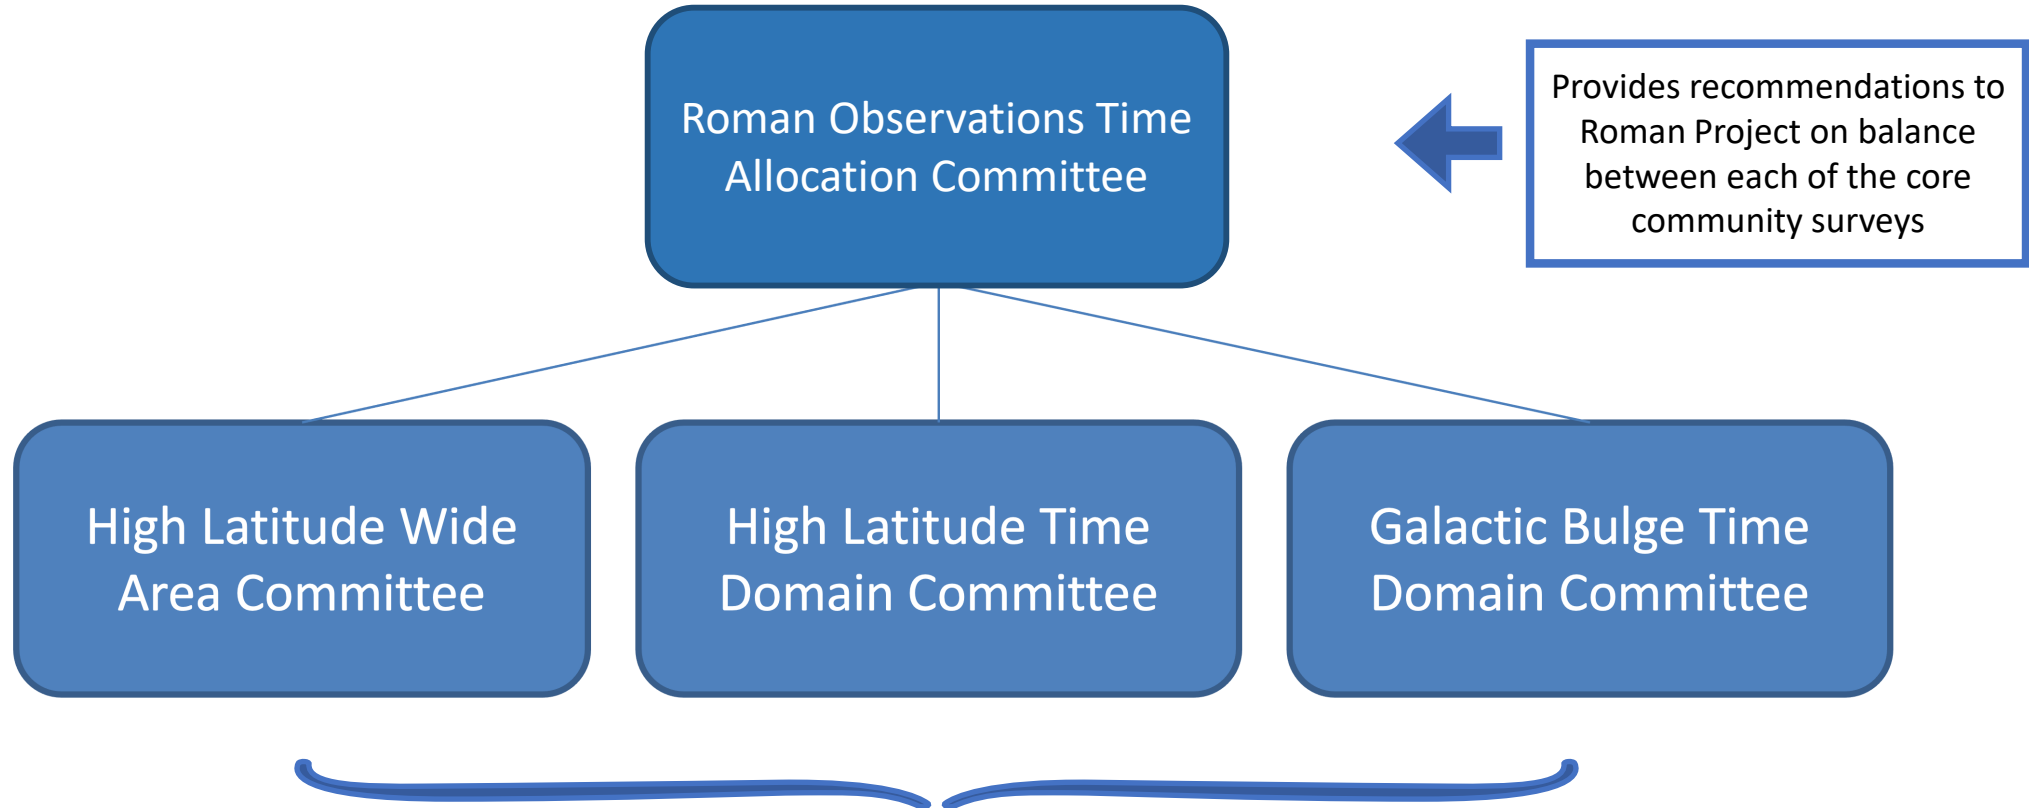 Roman Observations Time
Allocation Committee
Provides recommendations to
Roman Project on balance
between each of the core
community surveys
High Latitude Wide
Area Committee
High Latitude Time
Domain Committee
Galactic Bulge Time
Domain Committee